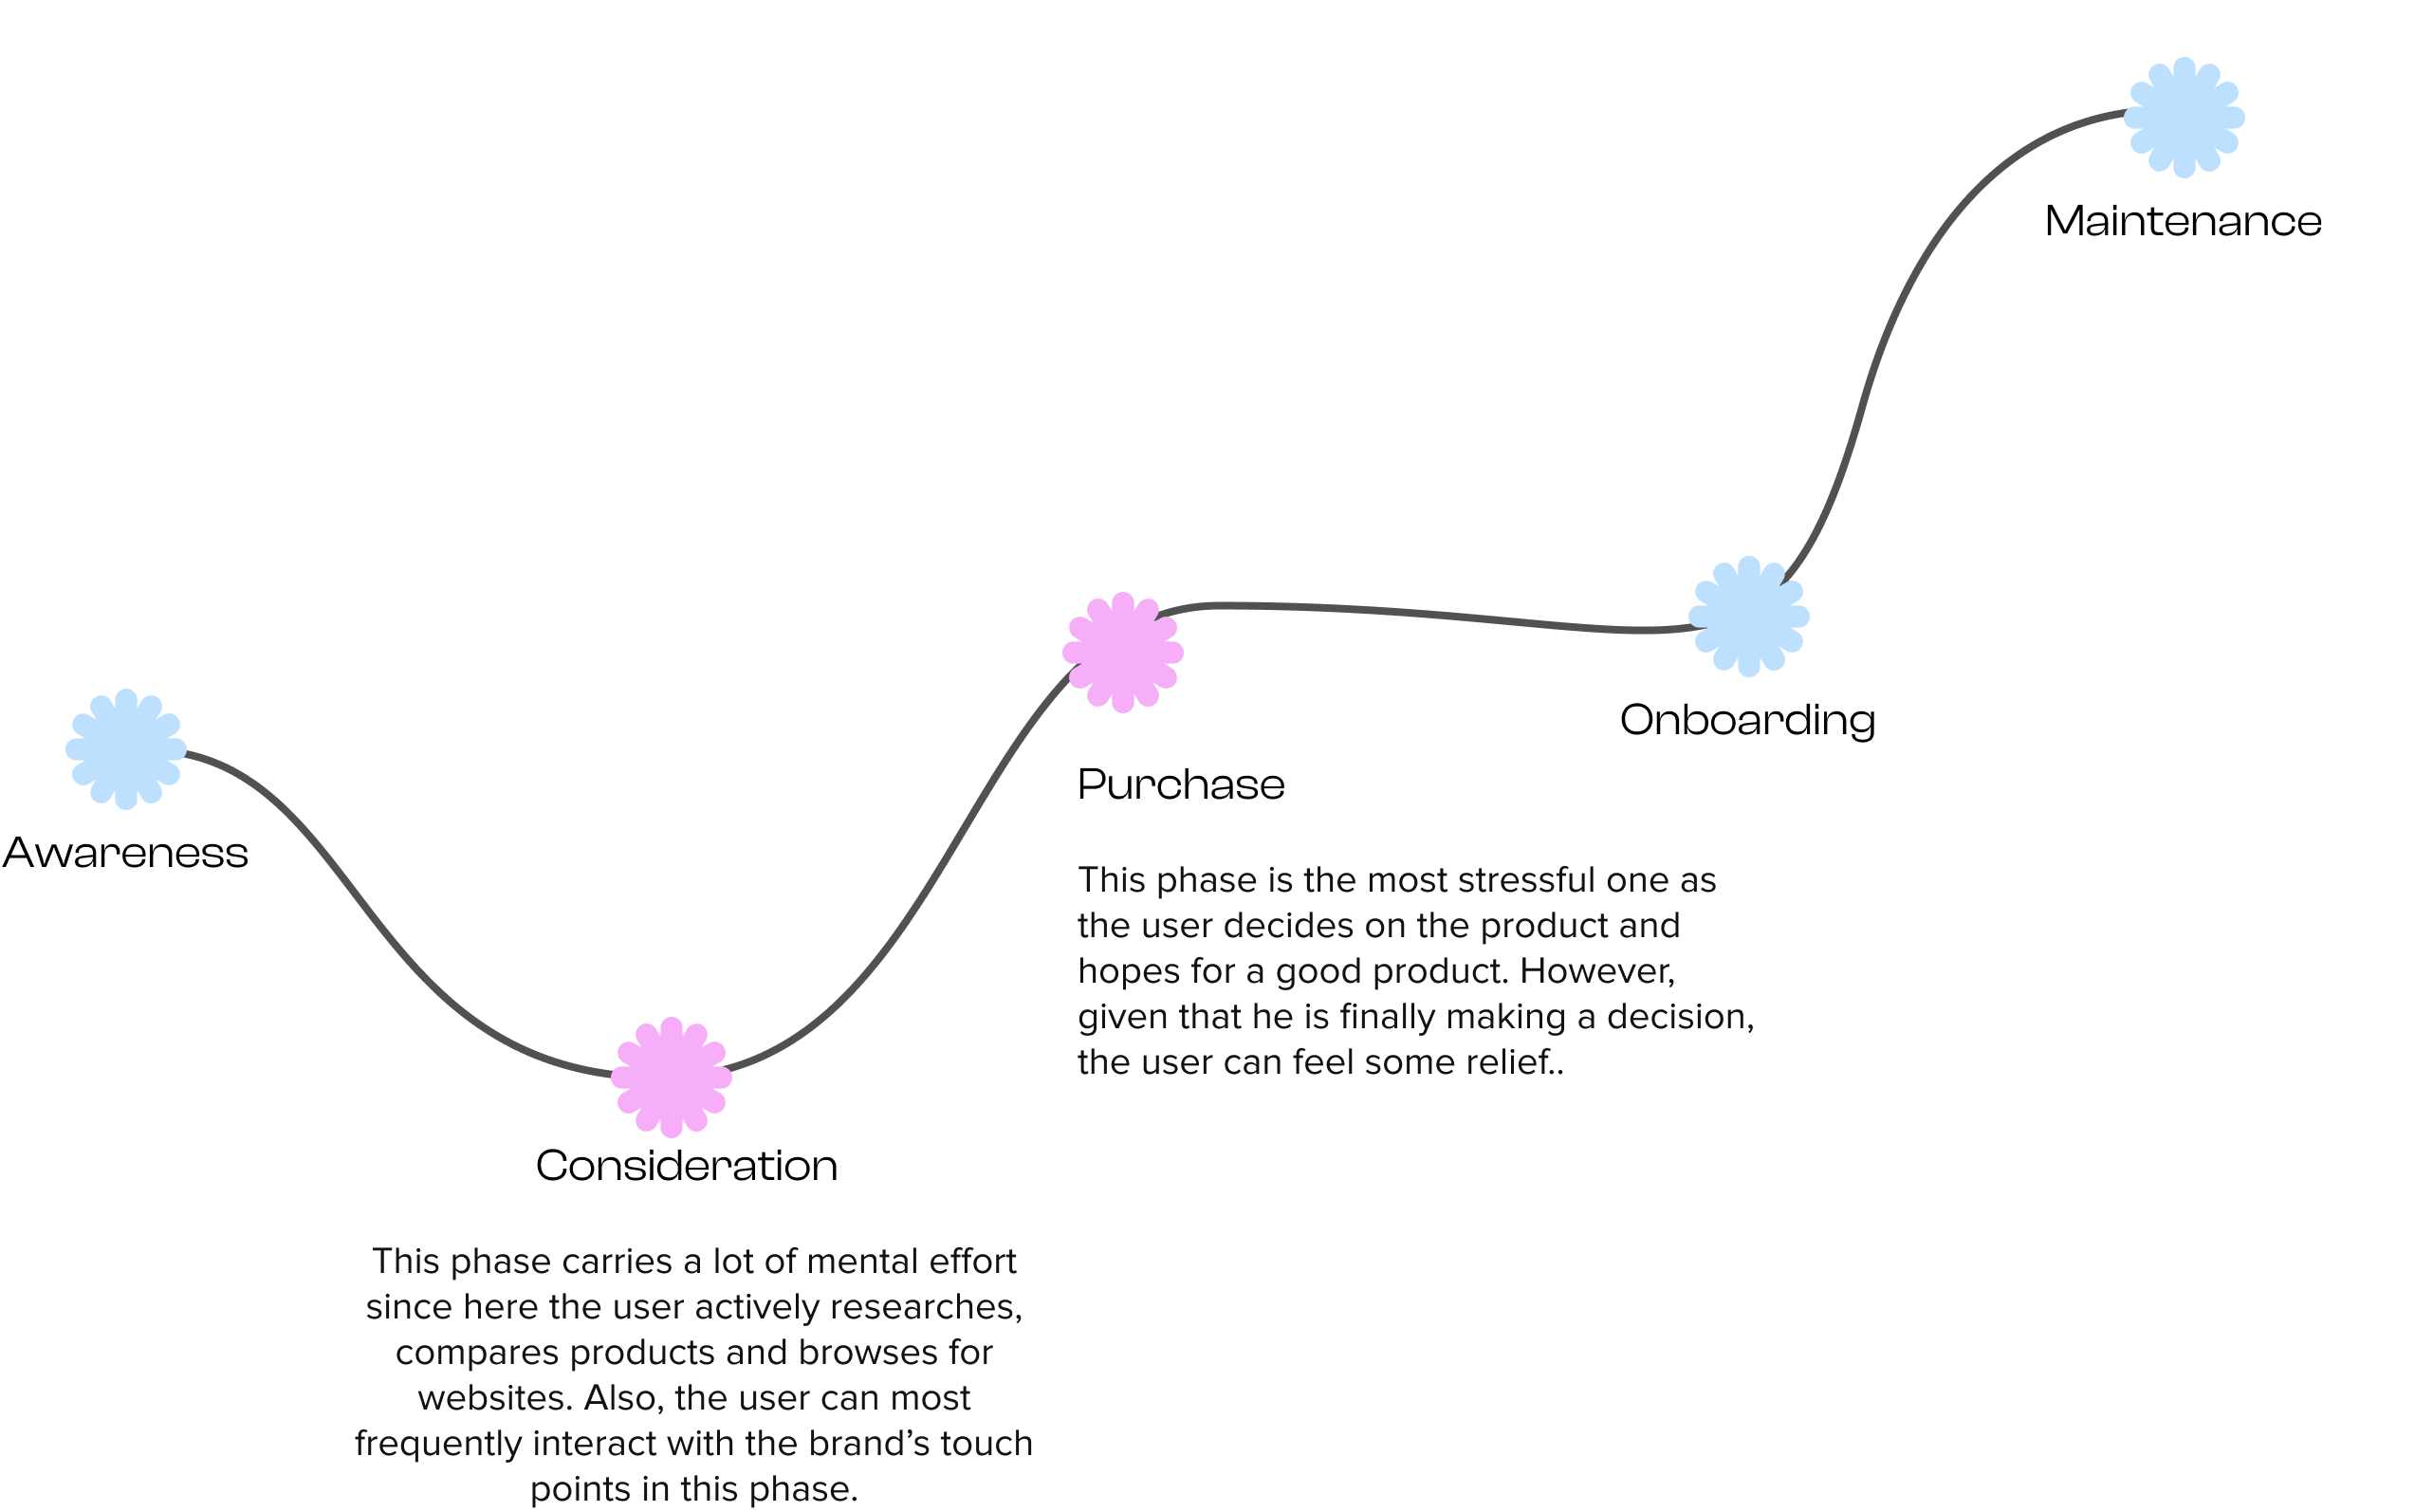 Maintenance
Onboarding
Purchase
Awareness
This phase is the most stressful one as
the user decides on the product and
hopes for a good product. However,
given that he is finally making a decision,
the user can feel some relief..
Consideration
This phase carries a lot of mental effort
since here the user actively researches,
compares products and browses for
websites. Also, the user can most
frequently interact with the brand’s touch
points in this phase.